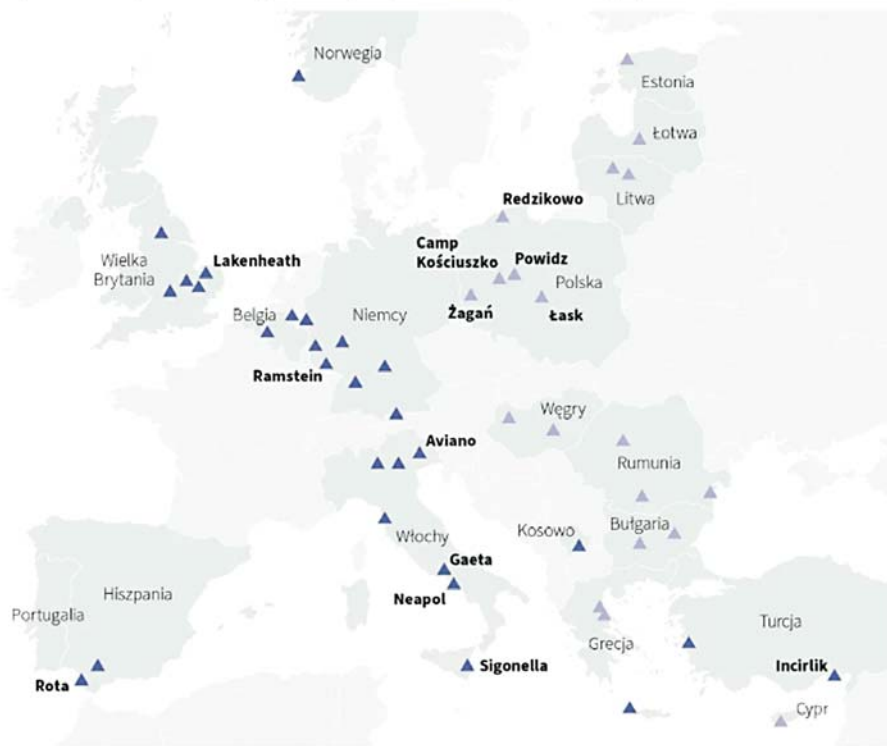 Norwegia
Estonia
Łotwa
Litwa
Redzikowo
Camp
Kościuszko
Powidz
Polska
Żagań
Łask
Wielka
Brytania
Lakenheath
Belgia
Niemcy
Ramstein
Węgry
Aviano
Rumunia
Włochy
Kosowo
Bułgaria
Gaeta
Neapol
Hiszpania
Portugalia
Grecja
Turcja
Rota
Sigonella
Incirlik
Cypr